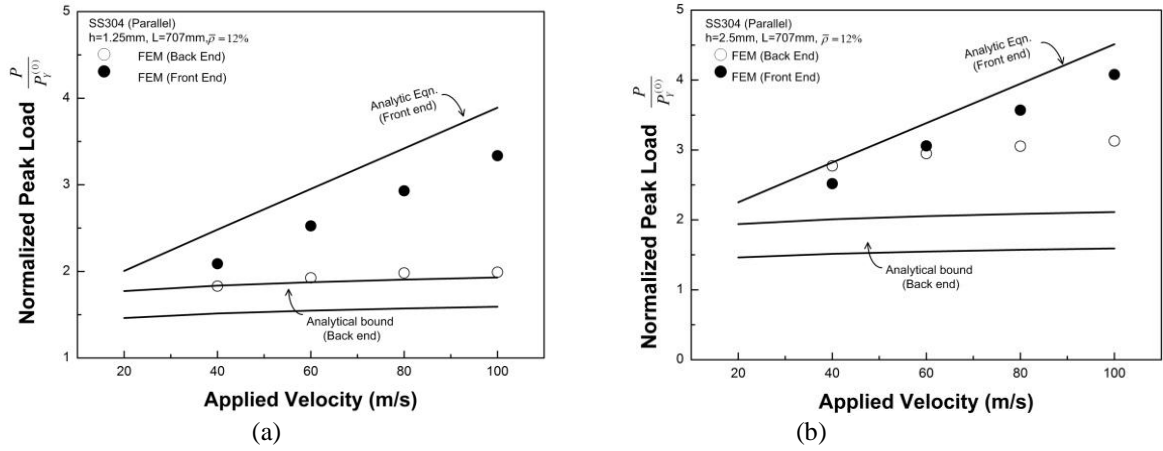 5
SS304 (Parallel)
h=1.25mm, L=707mm, ρ̄ = 12%
FEM (Back End)
FEM (Front End)
4
Analytic Eqn.
(Front end)
3
2
Analytical bound
(Back end)
1
20 40 60 80 100
Normalized Peak Load P/P_Y^(0)
Applied Velocity (m/s)
(a)
5
SS304 (Parallel)
h=2.5mm, L=707mm, ρ̄ = 12%
FEM (Back End)
FEM (Front End)
Analytic Eqn.
(Front end)
4
3
2
Analytical bound
(Back end)
1
0
20 40 60 80 100
Normalized Peak Load P/P_Y^(0)
Applied Velocity (m/s)
(b)